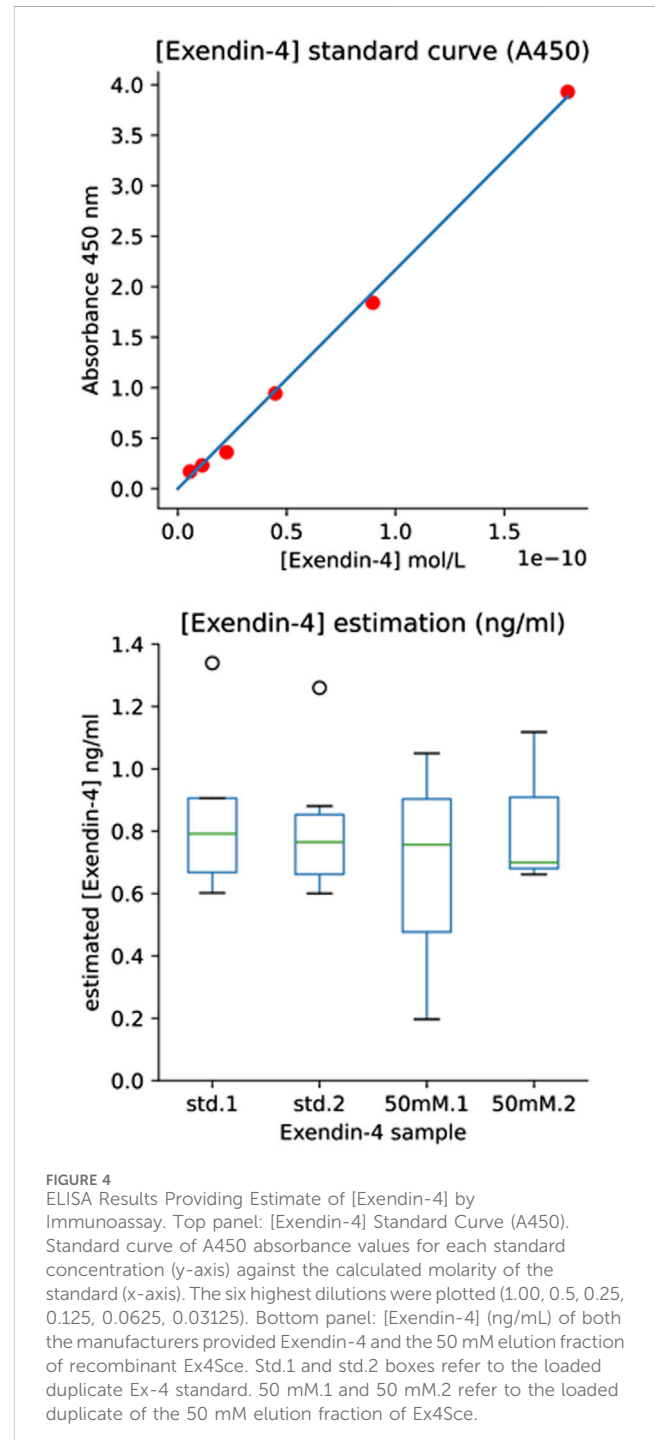 [Exendin-4] standard curve (A450)
4.0
3.5
3.0
2.5
2.0
1.5
1.0
0.5
0.0
Absorbance 450 nm
0.0 0.5 1.0 1.5
1e−10
[Exendin-4] mol/L
[Exendin-4] estimation (ng/ml)
1.4
1.2
1.0
0.8
0.6
0.4
0.2
0.0
estimated [Exendin-4] ng/ml
std.1 std.2 50mM.1 50mM.2
Exendin-4 sample
FIGURE 4
ELISA Results Providing Estimate of [Exendin-4] by
Immunoassay. Top panel: [Exendin-4] Standard Curve (A450).
Standard curve of A450 absorbance values for each standard
concentration (y-axis) against the calculated molarity of the
standard (x-axis). The six highest dilutions were plotted (1.00, 0.5, 0.25,
0.125, 0.0625, 0.03125). Bottom panel: [Exendin-4] (ng/mL) of both
the manufacturers provided Exendin-4 and the 50 mM elution fraction
of recombinant Ex4Sce. Std.1 and std.2 boxes refer to the loaded
duplicate Ex-4 standard. 50 mM.1 and 50 mM.2 refer to the loaded
duplicate of the 50 mM elution fraction of Ex4Sce.